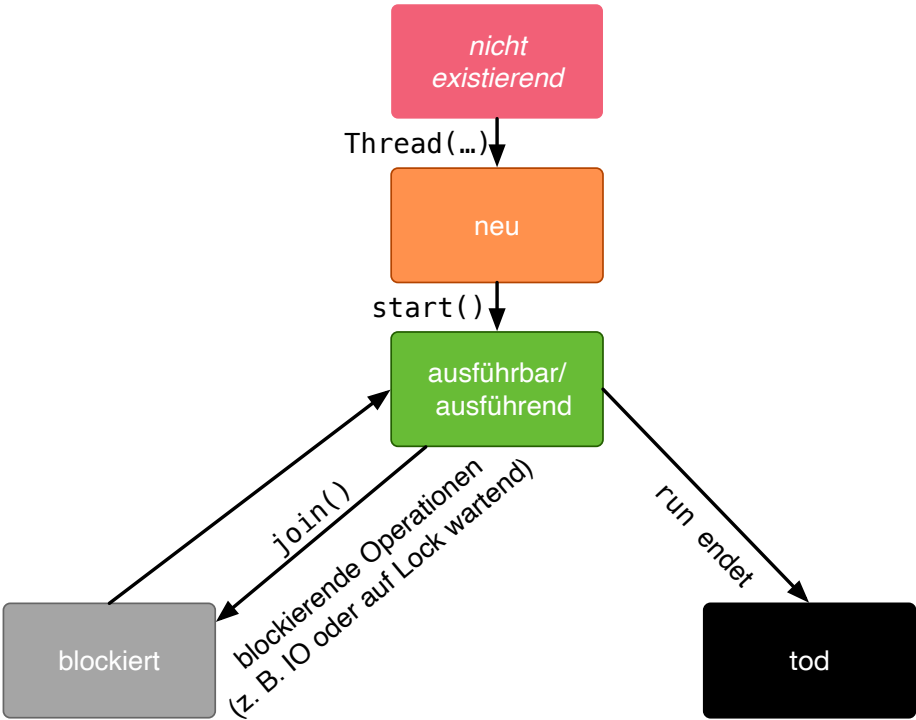 nicht
existierend
Thread(…)
neu
start()
ausführbar/
ausführend
join()
blockierende Operationen
(z. B. IO oder auf Lock wartend)
run endet
blockiert
tod